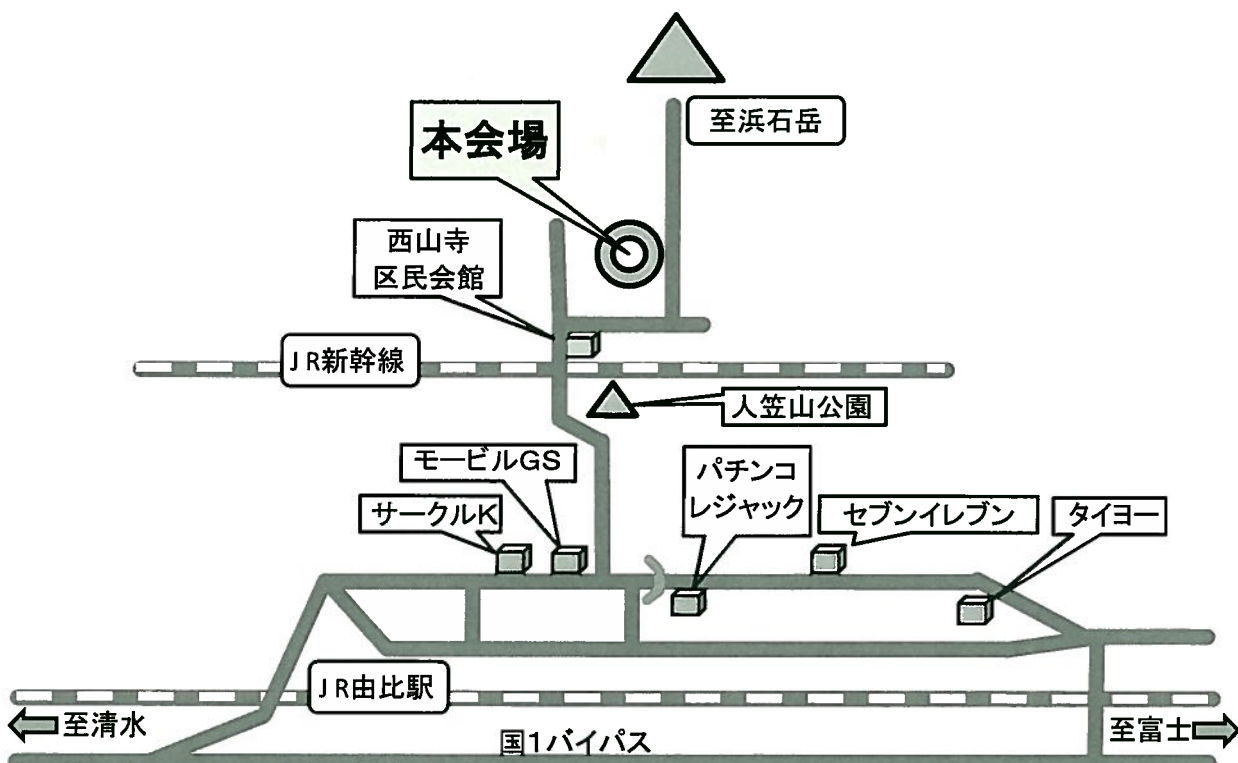 至浜石岳
本会場
西山寺
区民会館
JR新幹線
人笠山公園
モービルGS
パチンコ
レジャック
サークルK
セブンイレブン
タイヨー
JR由比駅
至清水
国1バイパス
至富士